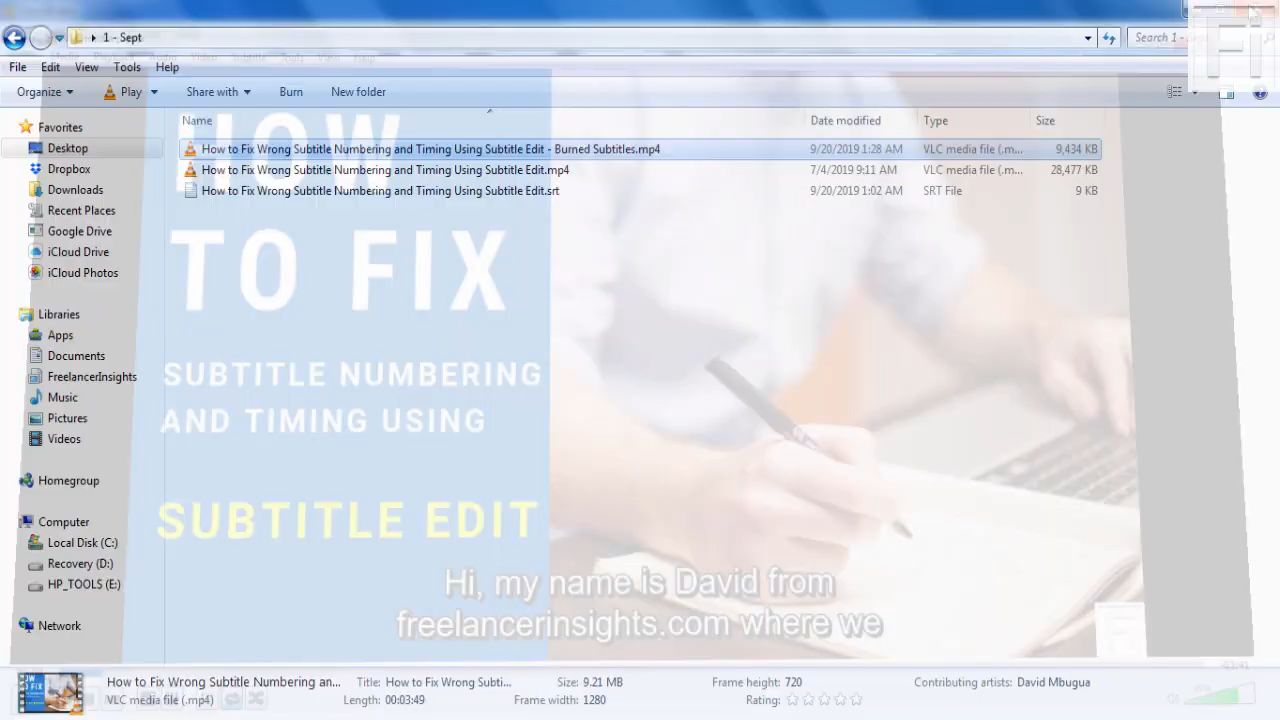 1 - Sept
Search 1 - Sept
File Edit View Tools Help
Organize Play Share with Burn New folder
Name Date modified Type Size
Favorites
Desktop
Dropbox
Downloads
Recent Places
Google Drive
iCloud Drive
iCloud Photos
Libraries
Apps
Documents
FreelancerInsights
Music
Pictures
Videos
Homegroup
Computer
Local Disk (C:)
Recovery (D:)
HP_TOOLS (E:)
Network
How to Fix Wrong Subtitle Numbering and Timing Using Subtitle Edit - Burned Subtitles.mp4 9/20/2019 1:28 AM VLC media file (.m... 9,434 KB
How to Fix Wrong Subtitle Numbering and Timing Using Subtitle Edit.mp4 7/4/2019 9:11 AM VLC media file (.m... 28,477 KB
How to Fix Wrong Subtitle Numbering and Timing Using Subtitle Edit.srt 9/20/2019 1:02 AM SRT File 9 KB
HOW
TO FIX
SUBTITLE NUMBERING
AND TIMING USING
SUBTITLE EDIT
Hi, my name is David from
freelancerinsights.com where we
How to Fix Wrong Subtitle Numbering an... Title: How to Fix Wrong Subti... Size: 9.21 MB Frame height: 720 Contributing artists: David Mbugua
VLC media file (.mp4) Length: 00:03:49 Frame width: 1280 Rating: